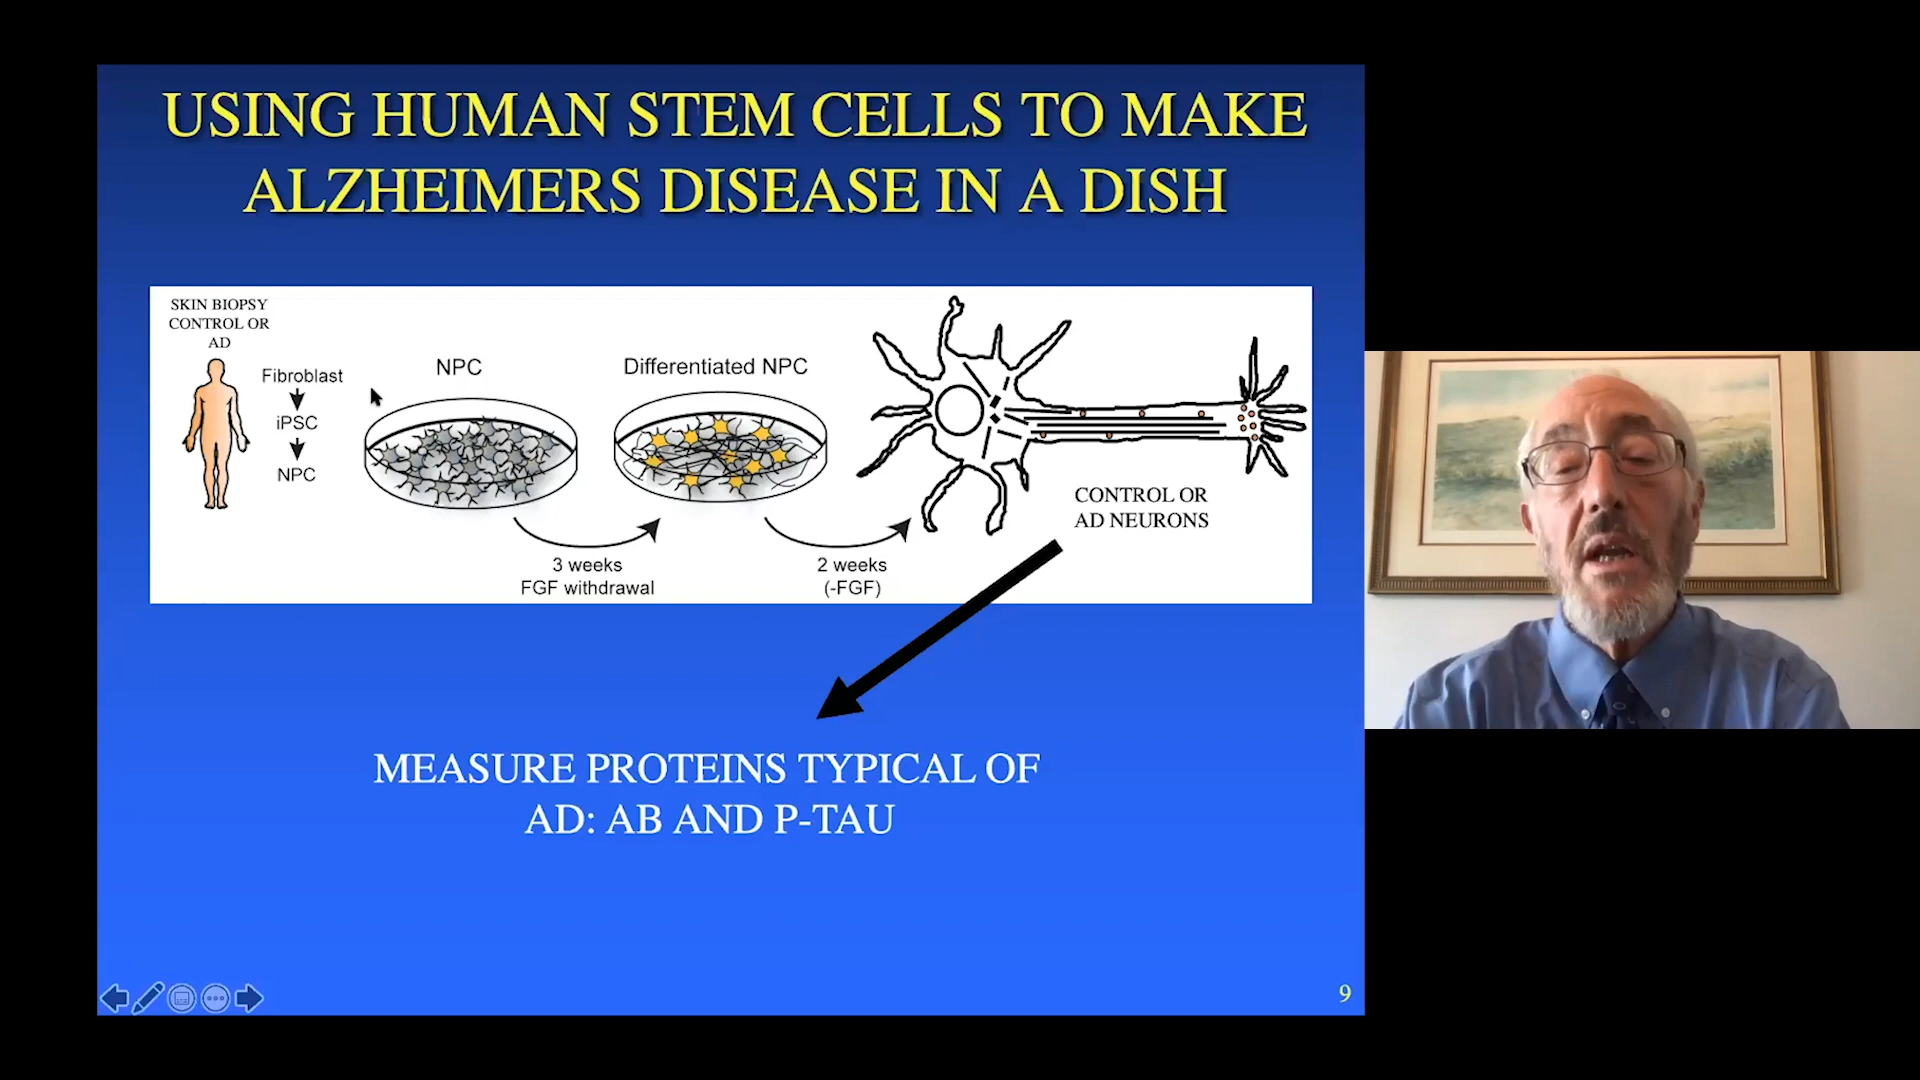 USING HUMAN STEM CELLS TO MAKE
ALZHEIMERS DISEASE IN A DISH
SKIN BIOPSY
CONTROL OR
AD
Fibroblast
iPSC
NPC
NPC
Differentiated NPC
3 weeks
FGF withdrawal
2 weeks
(-FGF)
CONTROL OR
AD NEURONS
MEASURE PROTEINS TYPICAL OF
AD: AB AND P-TAU
9